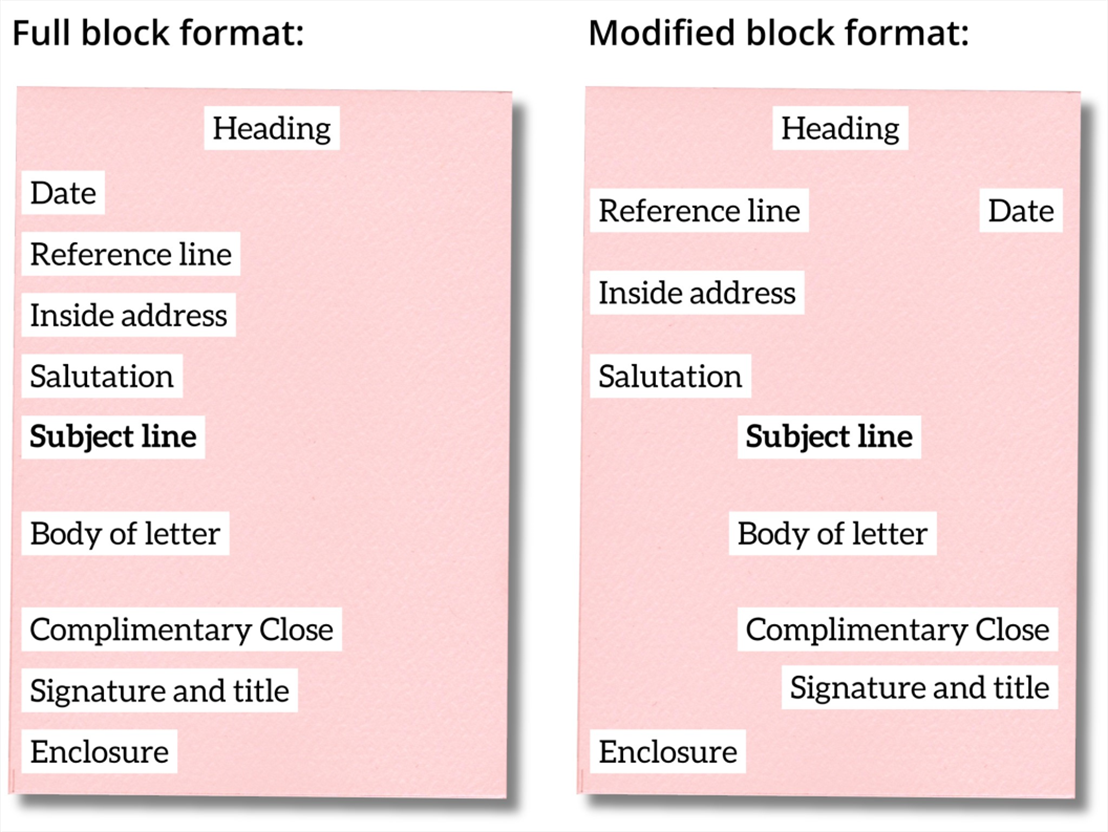 Full block format:
Heading
Date
Reference line
Inside address
Salutation
Subject line
Body of letter
Complimentary Close
Signature and title
Enclosure
Modified block format:
Heading
Reference line
Date
Inside address
Salutation
Subject line
Body of letter
Complimentary Close
Signature and title
Enclosure